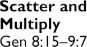 Scatter and
Multiply
Gen 8:15–9:7